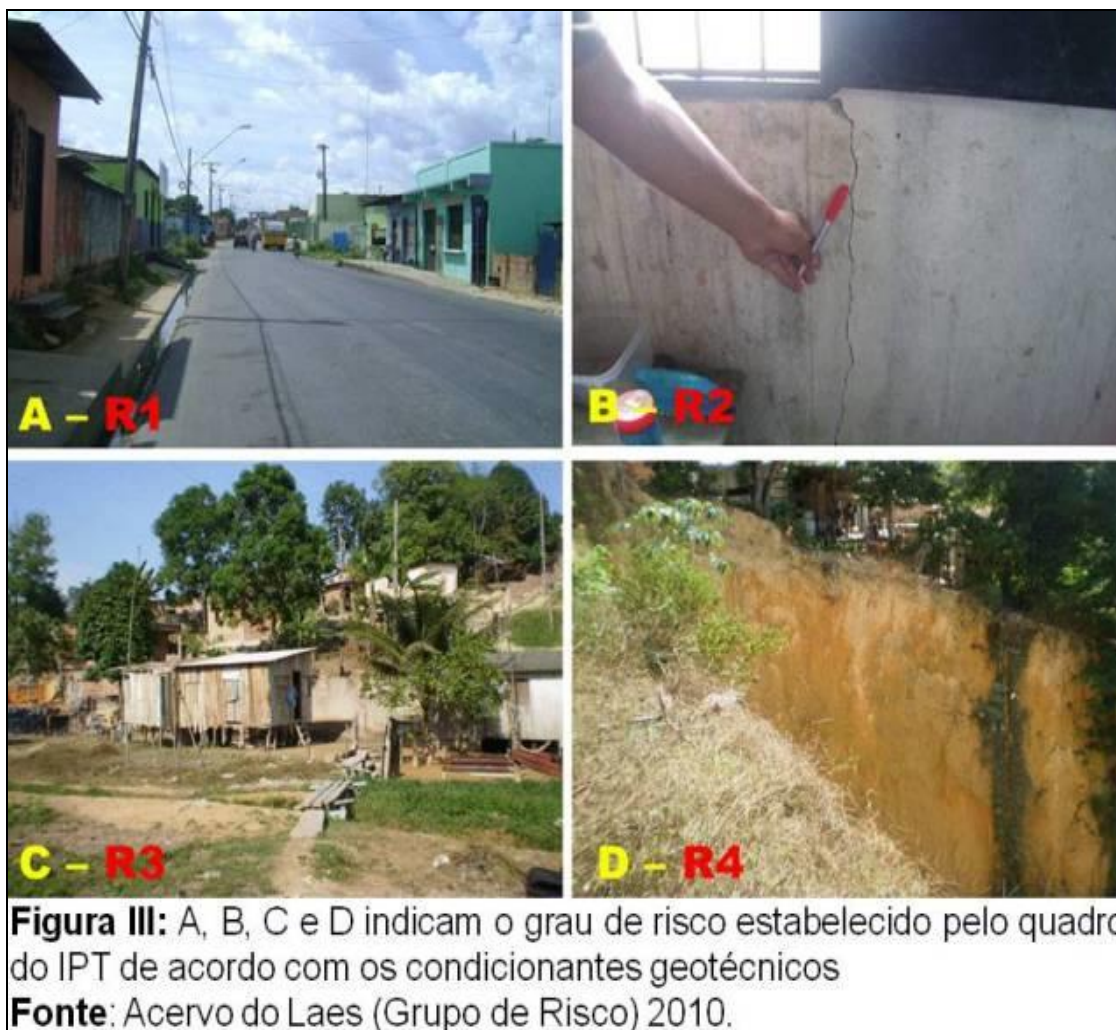 A – R1
B – R2
C – R3
D – R4
Figura III: A, B, C e D indicam o grau de risco estabelecido pelo quadro
do IPT de acordo com os condicionantes geotécnicos
Fonte: Acervo do Laes (Grupo de Risco) 2010.